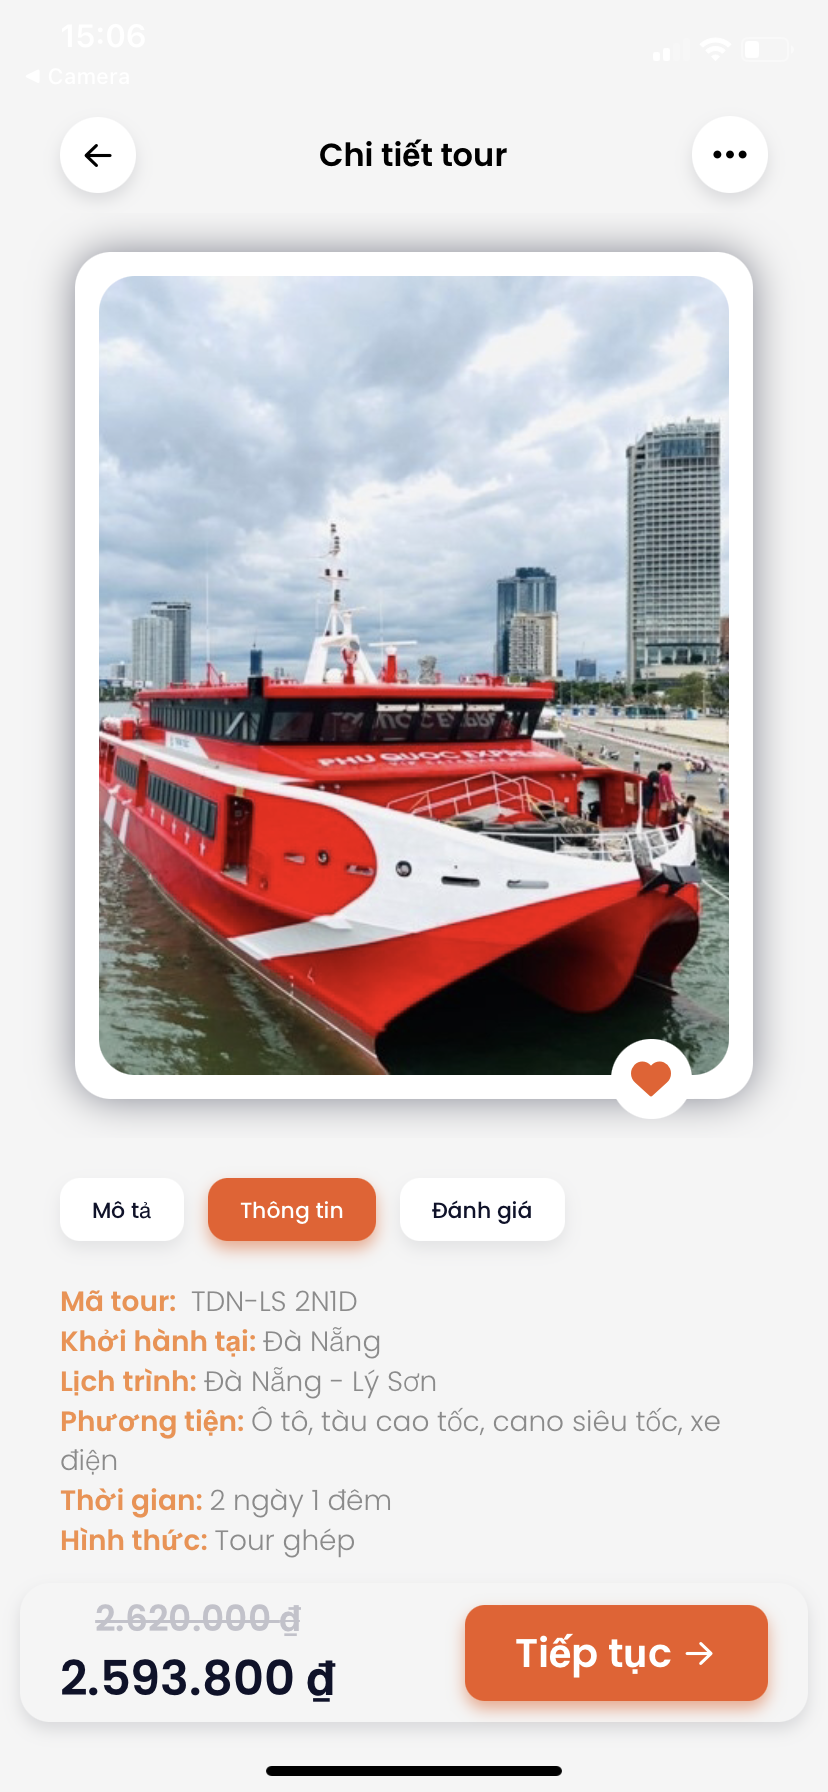 15:06
◀ Camera
Chi tiết tour
PHU QUOC EXPRESS
Mô tả
Thông tin
Đánh giá
Mã tour: TDN-LS 2N1D
Khởi hành tại: Đà Nẵng
Lịch trình: Đà Nẵng - Lý Sơn
Phương tiện: Ô tô, tàu cao tốc, cano siêu tốc, xe
điện
Thời gian: 2 ngày 1 đêm
Hình thức: Tour ghép
2.620.000 ₫
2.593.800 ₫
Tiếp tục →